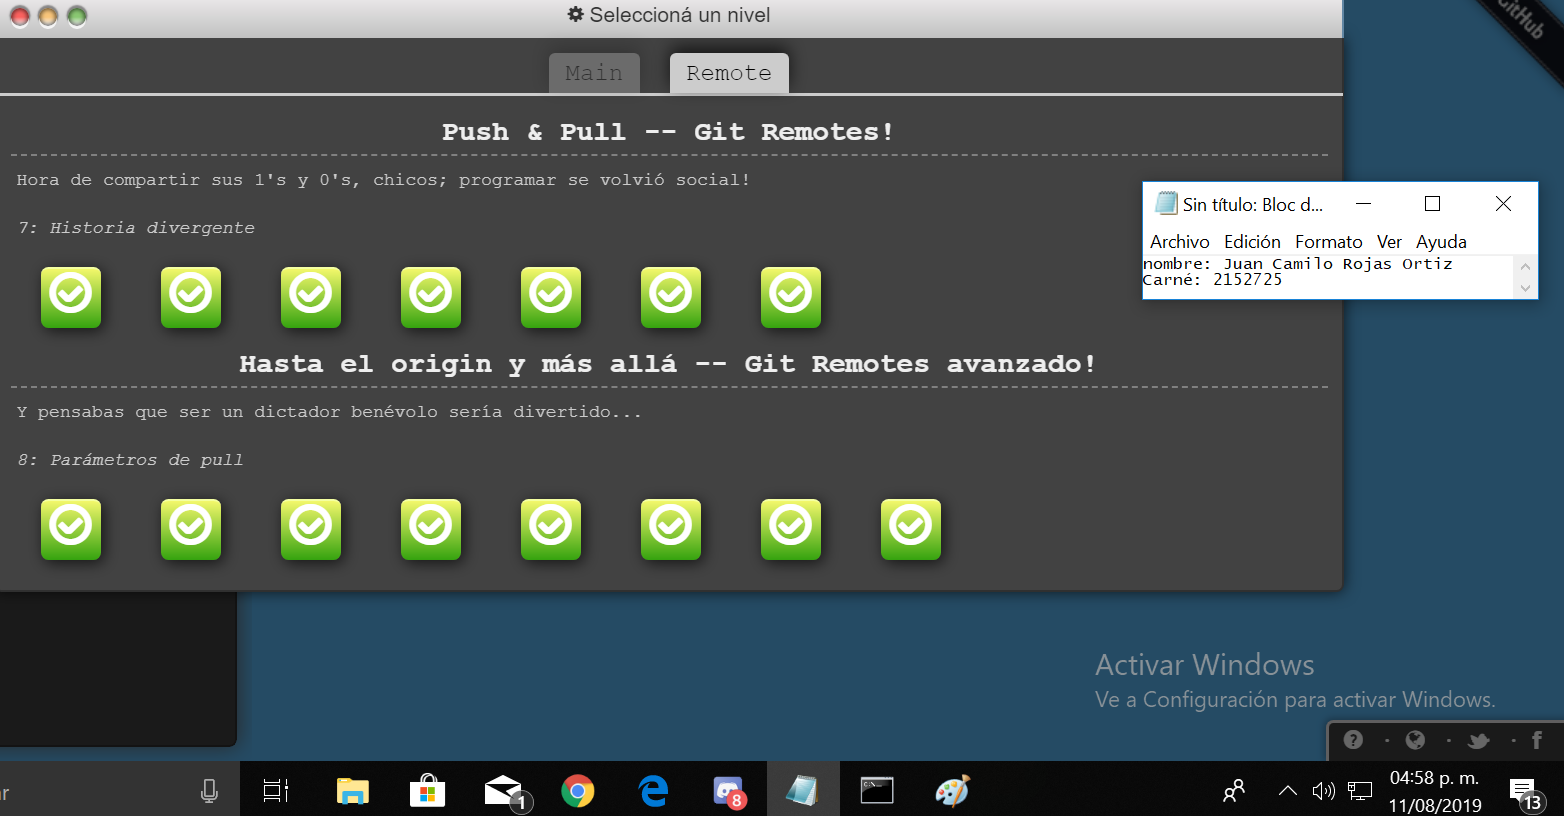 Seleccioná un nivel
GitHub
Main
Remote
Push & Pull -- Git Remotes!
Hora de compartir sus 1's y 0's, chicos; programar se volvió social!
7: Historia divergente
Sin título: Bloc d...
Archivo Edición Formato Ver Ayuda
nombre: Juan Camilo Rojas Ortiz
Carné: 2152725
Hasta el origin y más allá -- Git Remotes avanzado!
Y pensabas que ser un dictador benévolo sería divertido...
8: Parámetros de pull
Activar Windows
Ve a Configuración para activar Windows.
ar
1
8
04:58 p. m.
11/08/2019
13